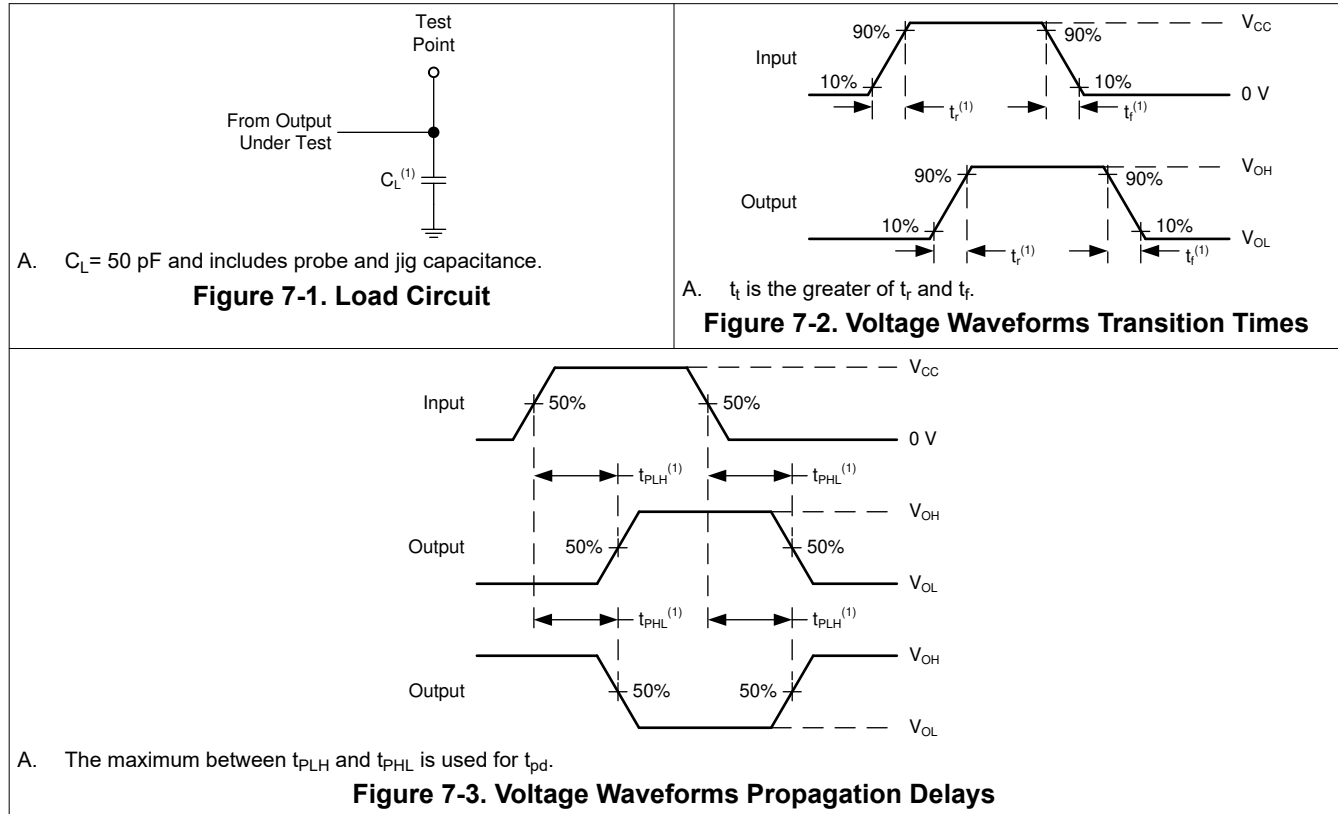 Test
Point
From Output
Under Test
C_L^(1)
A. C_L= 50 pF and includes probe and jig capacitance.
Figure 7-1. Load Circuit
V_CC
90%
90%
Input
10%
10%
0 V
t_r^(1)
t_f^(1)
V_OH
90%
90%
Output
10%
10%
V_OL
t_r^(1)
t_f^(1)
A. t_t is the greater of t_r and t_f.
Figure 7-2. Voltage Waveforms Transition Times
V_CC
Input
50%
50%
0 V
t_PLH^(1)
t_PHL^(1)
V_OH
Output
50%
50%
V_OL
t_PHL^(1)
t_PLH^(1)
V_OH
Output
50%
50%
V_OL
A. The maximum between t_PLH and t_PHL is used for t_pd.
Figure 7-3. Voltage Waveforms Propagation Delays